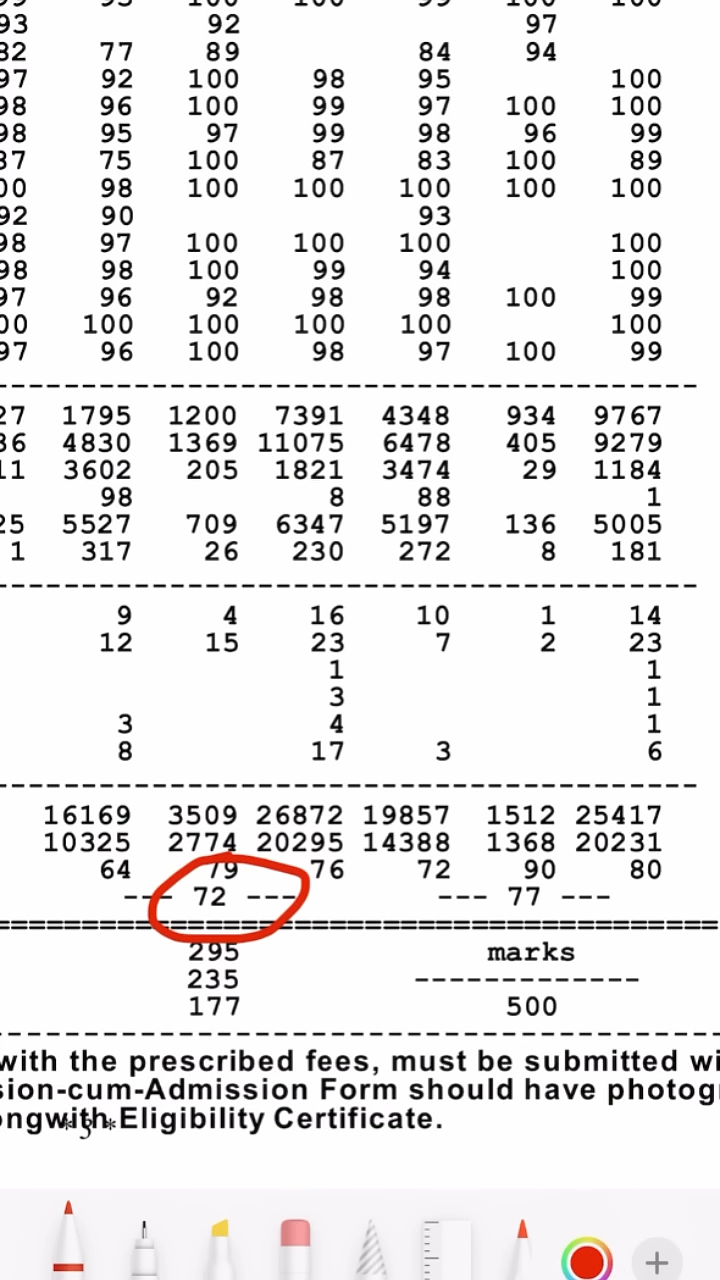 93 92 97
82 77 89 84 94
97 92 100 98 95 100
98 96 100 99 97 100 100
98 95 97 99 98 96 99
87 75 100 87 83 100 89
00 98 100 100 100 100 100
92 90 93
98 97 100 100 100 100
98 98 100 99 94 100
97 96 92 98 98 100 99
00 100 100 100 100 100
97 96 100 98 97 100 99
------------------------------------------
27 1795 1200 7391 4348 934 9767
36 4830 1369 11075 6478 405 9279
11 3602 205 1821 3474 29 1184
98 8 88 1
25 5527 709 6347 5197 136 5005
1 317 26 230 272 8 181
------------------------------------------
9 4 16 10 1 14
12 15 23 7 2 23
1 1
3 1
3 4 1
8 17 3 6
------------------------------------------
16169 3509 26872 19857 1512 25417
10325 2774 20295 14388 1368 20231
64 79 76 72 90 80
--- 72 --- --- 77 ---
==========================================
295 marks
235 -------------
177 500
------------------------------------------
with the prescribed fees, must be submitted wi
sion-cum-Admission Form should have photogr
ongwith Eligibility Certificate.
* 3 *